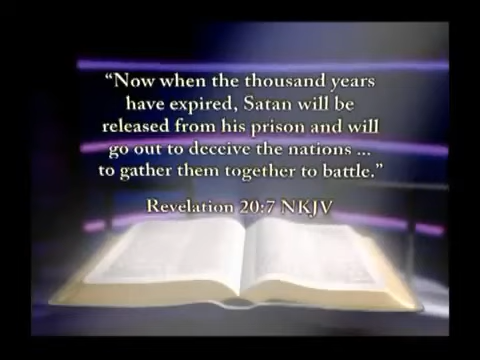 “Now when the thousand years
have expired, Satan will be
released from his prison and will
go out to deceive the nations ...
to gather them together to battle.”
Revelation 20:7 NKJV